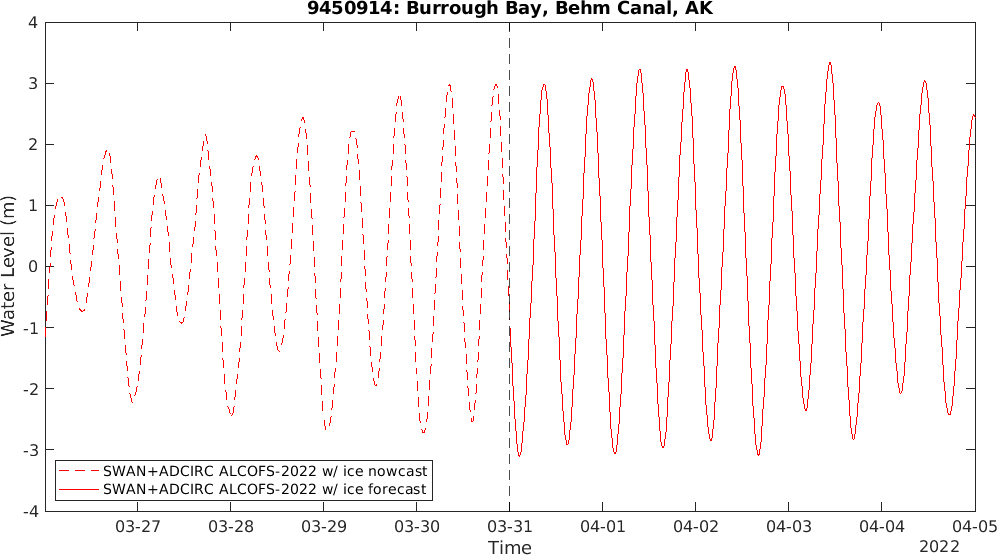 9450914: Burrough Bay, Behm Canal, AK
4
3
2
1
0
-1
-2
-3
-4
Water Level (m)
SWAN+ADCIRC ALCOFS-2022 w/ ice nowcast
SWAN+ADCIRC ALCOFS-2022 w/ ice forecast
03-27 03-28 03-29 03-30 03-31 04-01 04-02 04-03 04-04 04-05
Time
2022